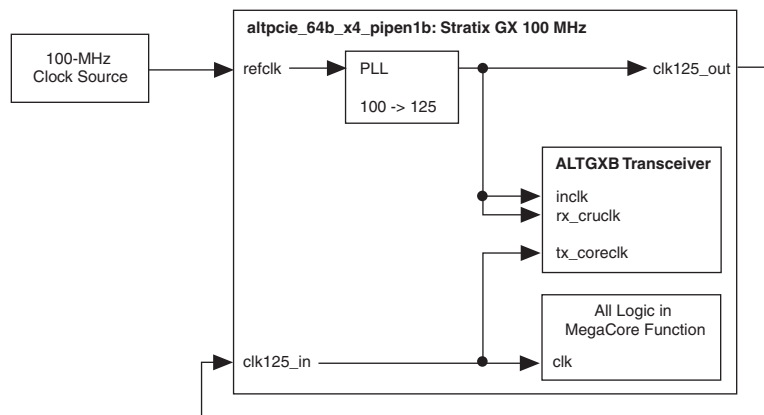 altpcie_64b_x4_pipen1b: Stratix GX 100 MHz
100-MHz
Clock Source
refclk
PLL
100 -> 125
clk125_out
ALTGXB Transceiver
inclk
rx_cruclk
tx_coreclk
All Logic in
MegaCore Function
clk125_in
clk